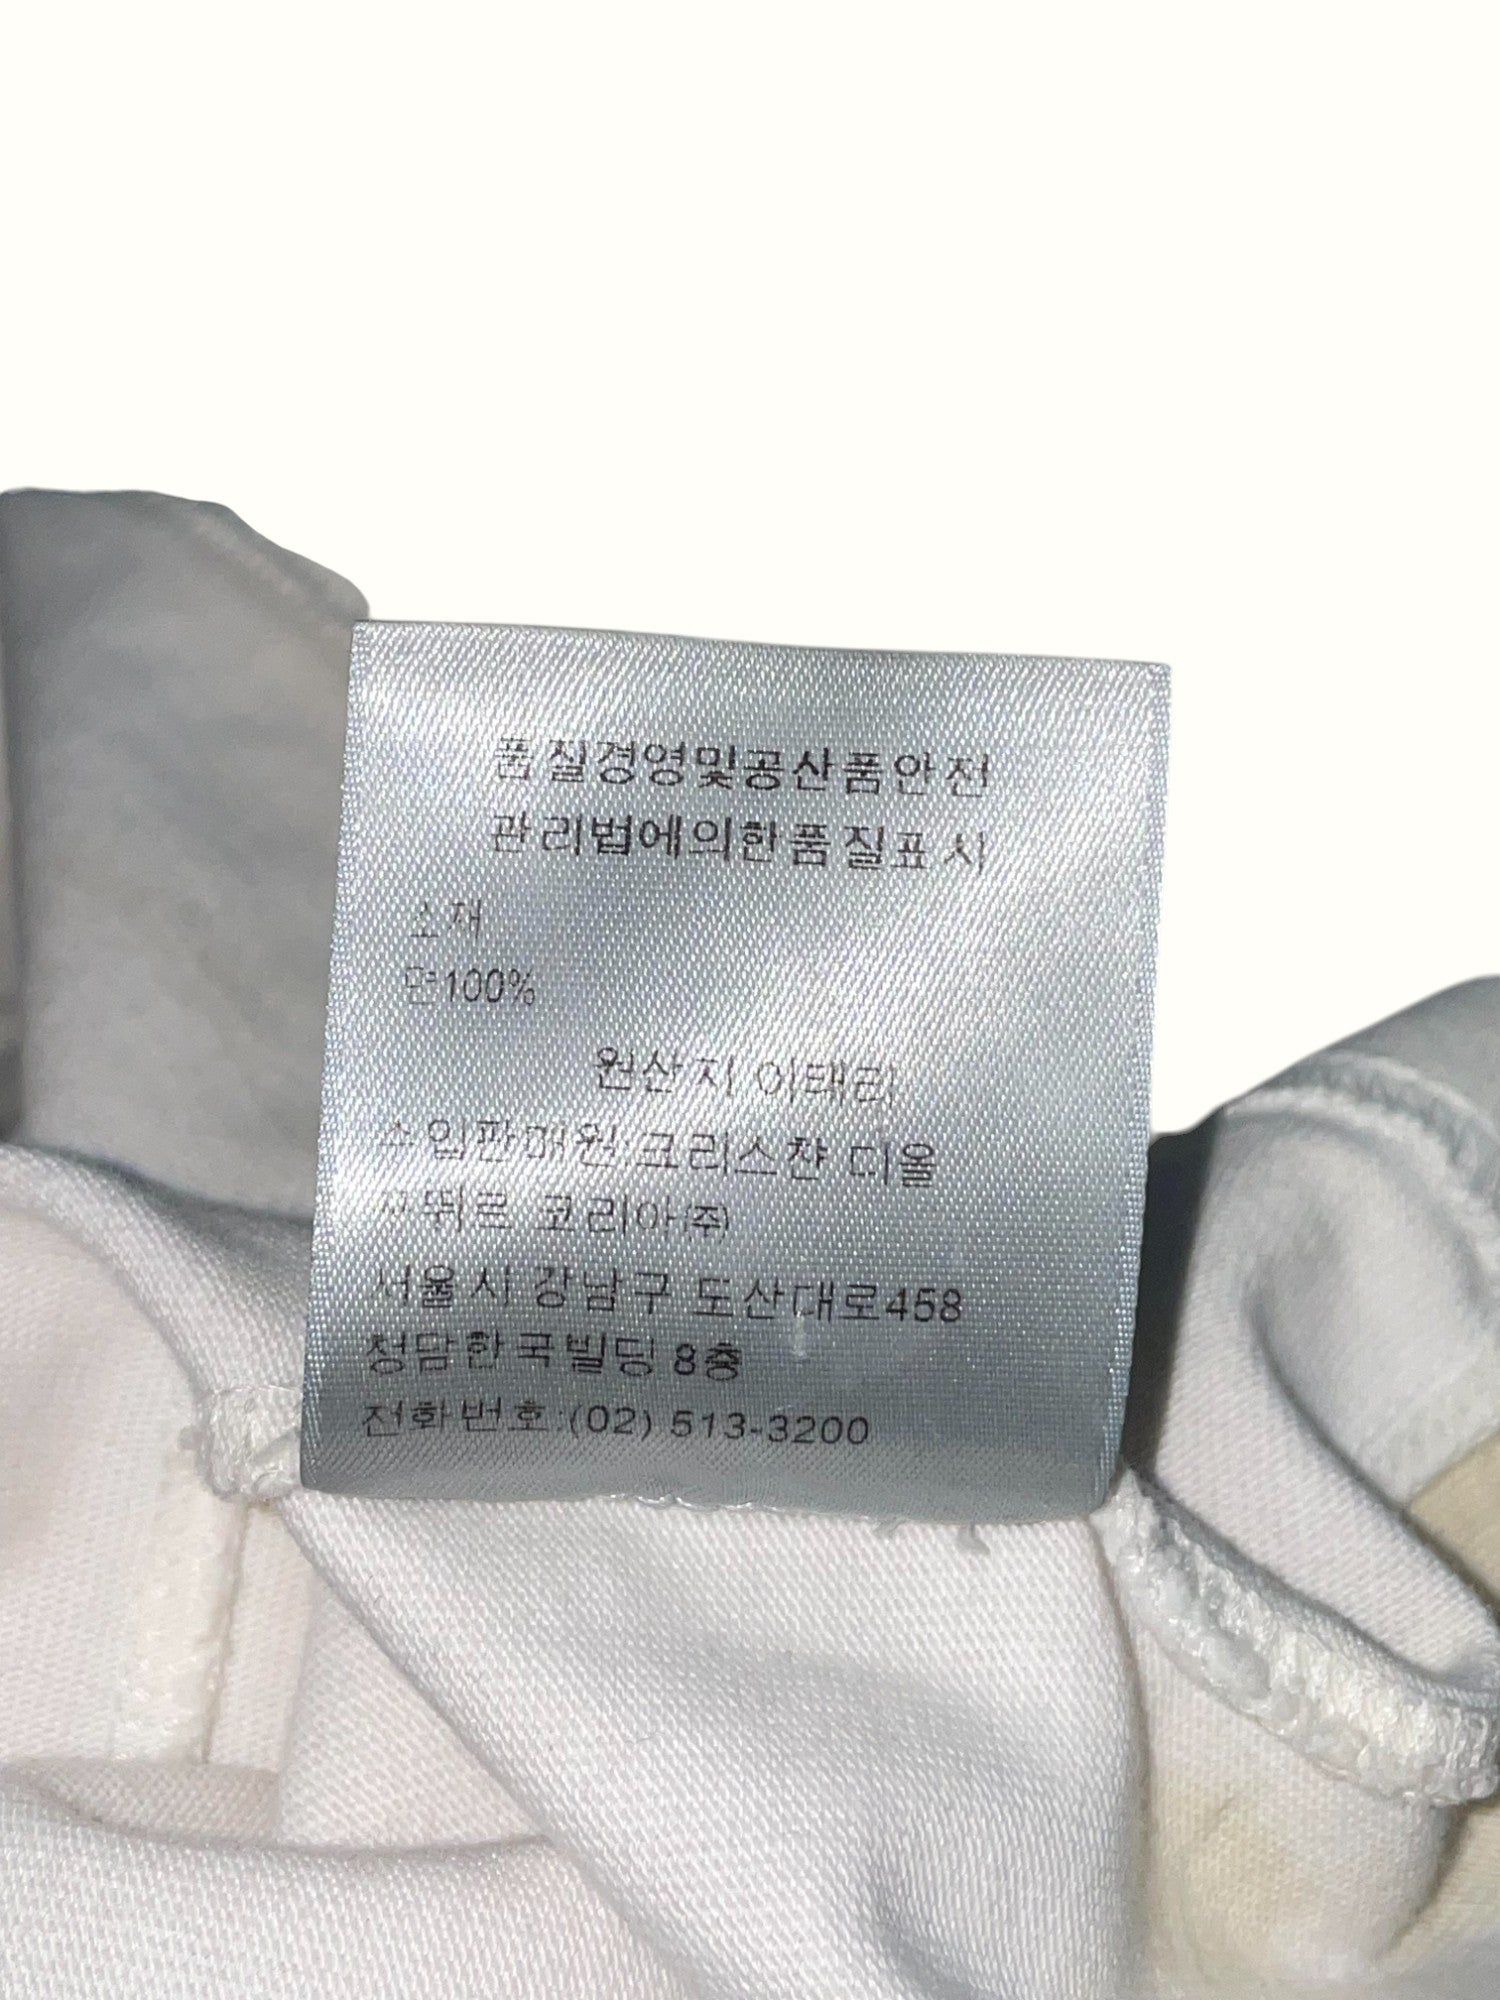 품질경영및공산품안전
관리법에의한품질표시
소재
면100%
원산지 이태리
수입판매원:크리스챤 디올
꾸뛰르 코리아(주)
서울시 강남구 도산대로458
청담한국빌딩 8층
전화번호:(02) 513-3200